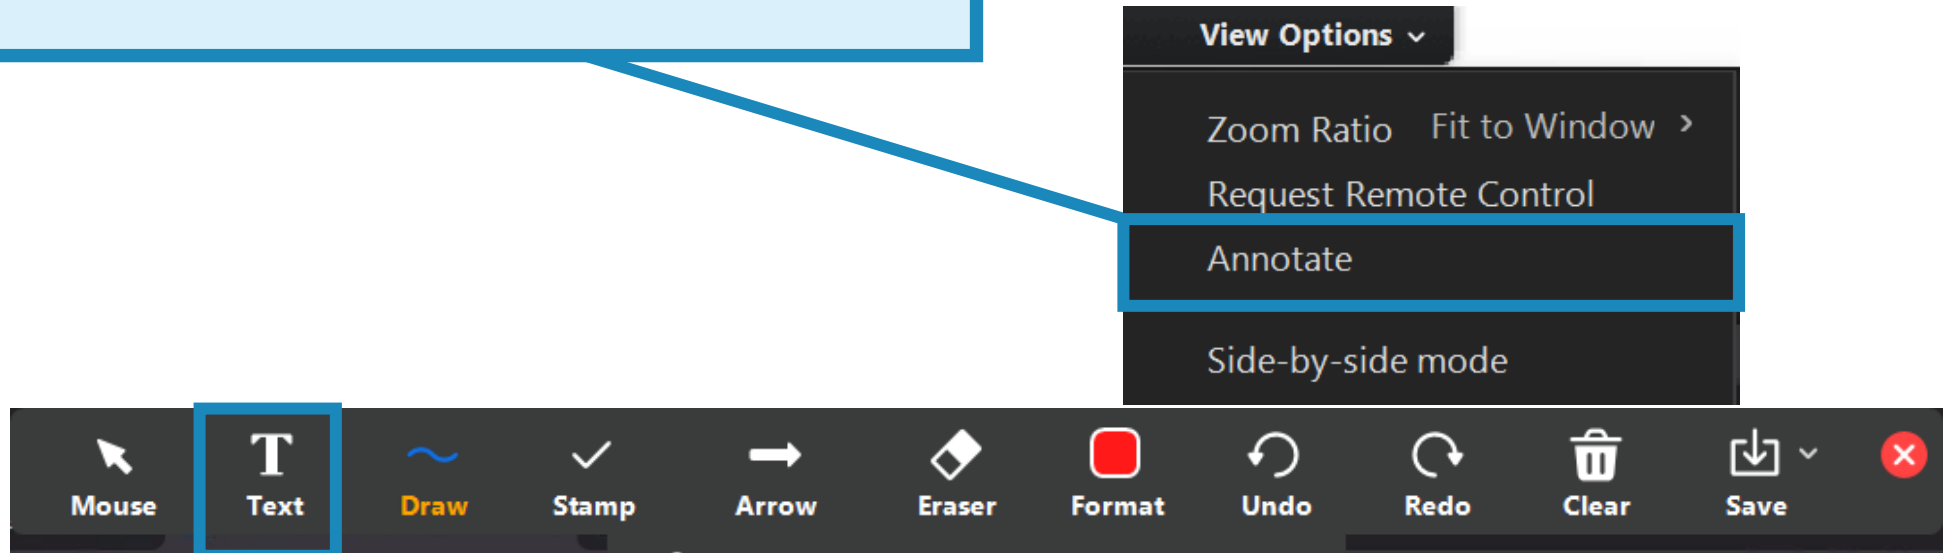 View Options
Zoom Ratio Fit to Window >
Request Remote Control
Annotate
Side-by-side mode
Mouse Text Draw Stamp Arrow Eraser Format Undo Redo Clear Save